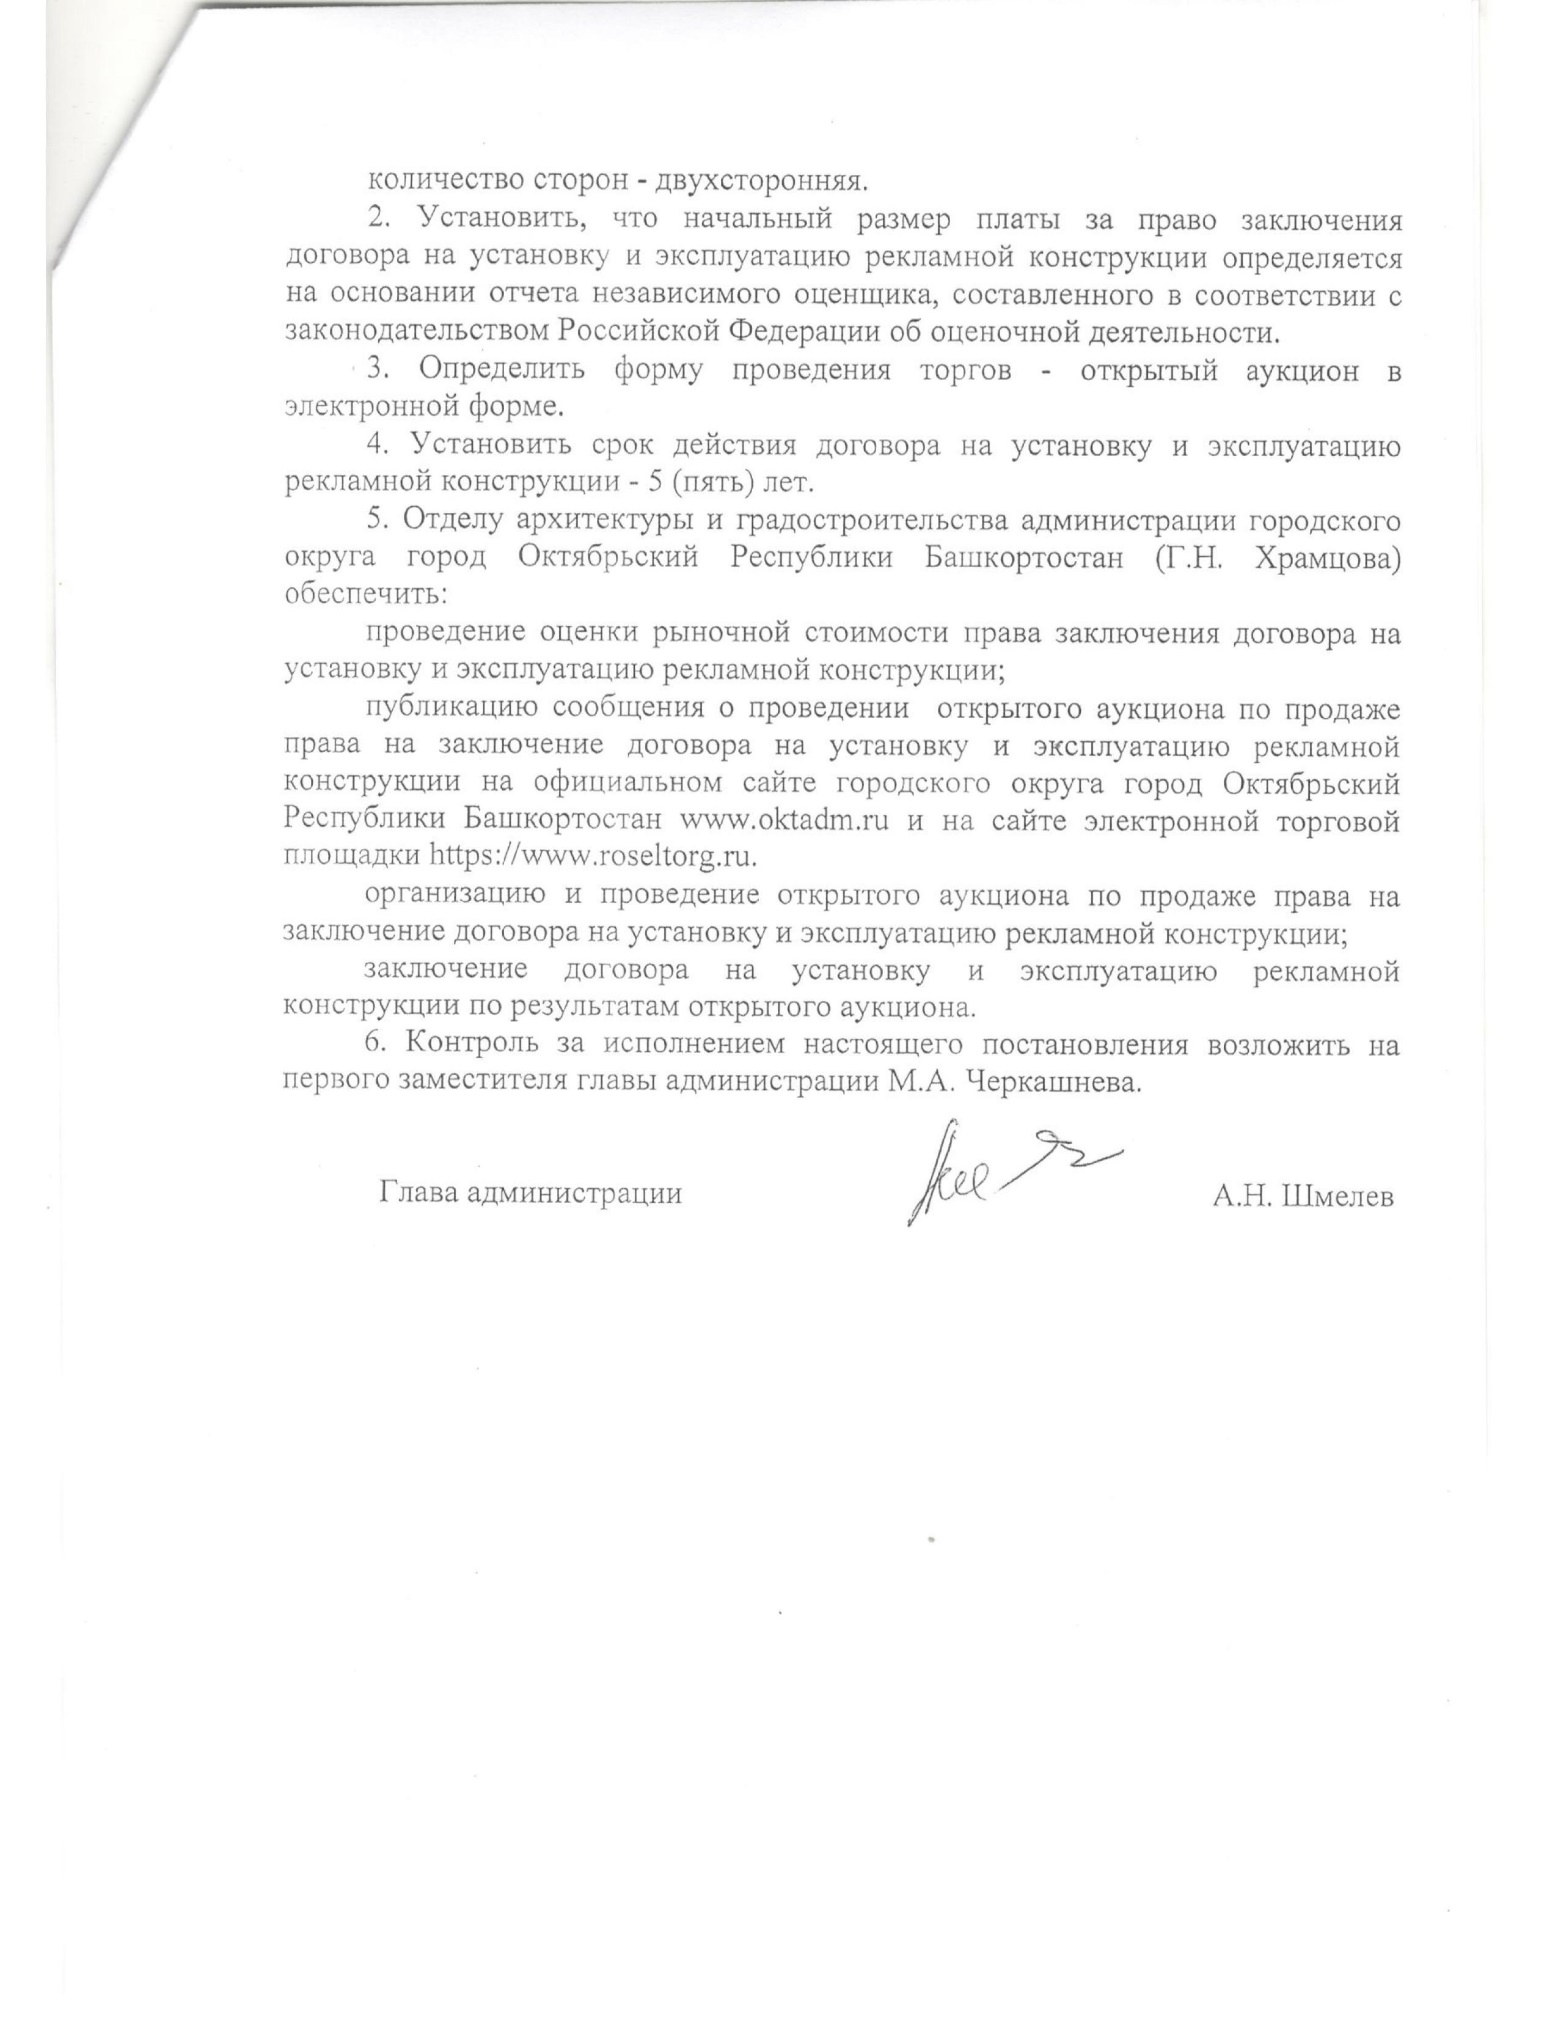 количество сторон - двухсторонняя.
2. Установить, что начальный размер платы за право заключения
договора на установку и эксплуатацию рекламной конструкции определяется
на основании отчета независимого оценщика, составленного в соответствии с
законодательством Российской Федерации об оценочной деятельности.
3. Определить форму проведения торгов - открытый аукцион в
электронной форме.
4. Установить срок действия договора на установку и эксплуатацию
рекламной конструкции - 5 (пять) лет.
5. Отделу архитектуры и градостроительства администрации городского
округа город Октябрьский Республики Башкортостан (Г.Н. Храмцова)
обеспечить:
проведение оценки рыночной стоимости права заключения договора на
установку и эксплуатацию рекламной конструкции;
публикацию сообщения о проведении открытого аукциона по продаже
права на заключение договора на установку и эксплуатацию рекламной
конструкции на официальном сайте городского округа город Октябрьский
Республики Башкортостан www.oktadm.ru и на сайте электронной торговой
площадки https://www.roseltorg.ru.
организацию и проведение открытого аукциона по продаже права на
заключение договора на установку и эксплуатацию рекламной конструкции;
заключение договора на установку и эксплуатацию рекламной
конструкции по результатам открытого аукциона.
6. Контроль за исполнением настоящего постановления возложить на
первого заместителя главы администрации М.А. Черкашнева.
Глава администрации
А.Н. Шмелев